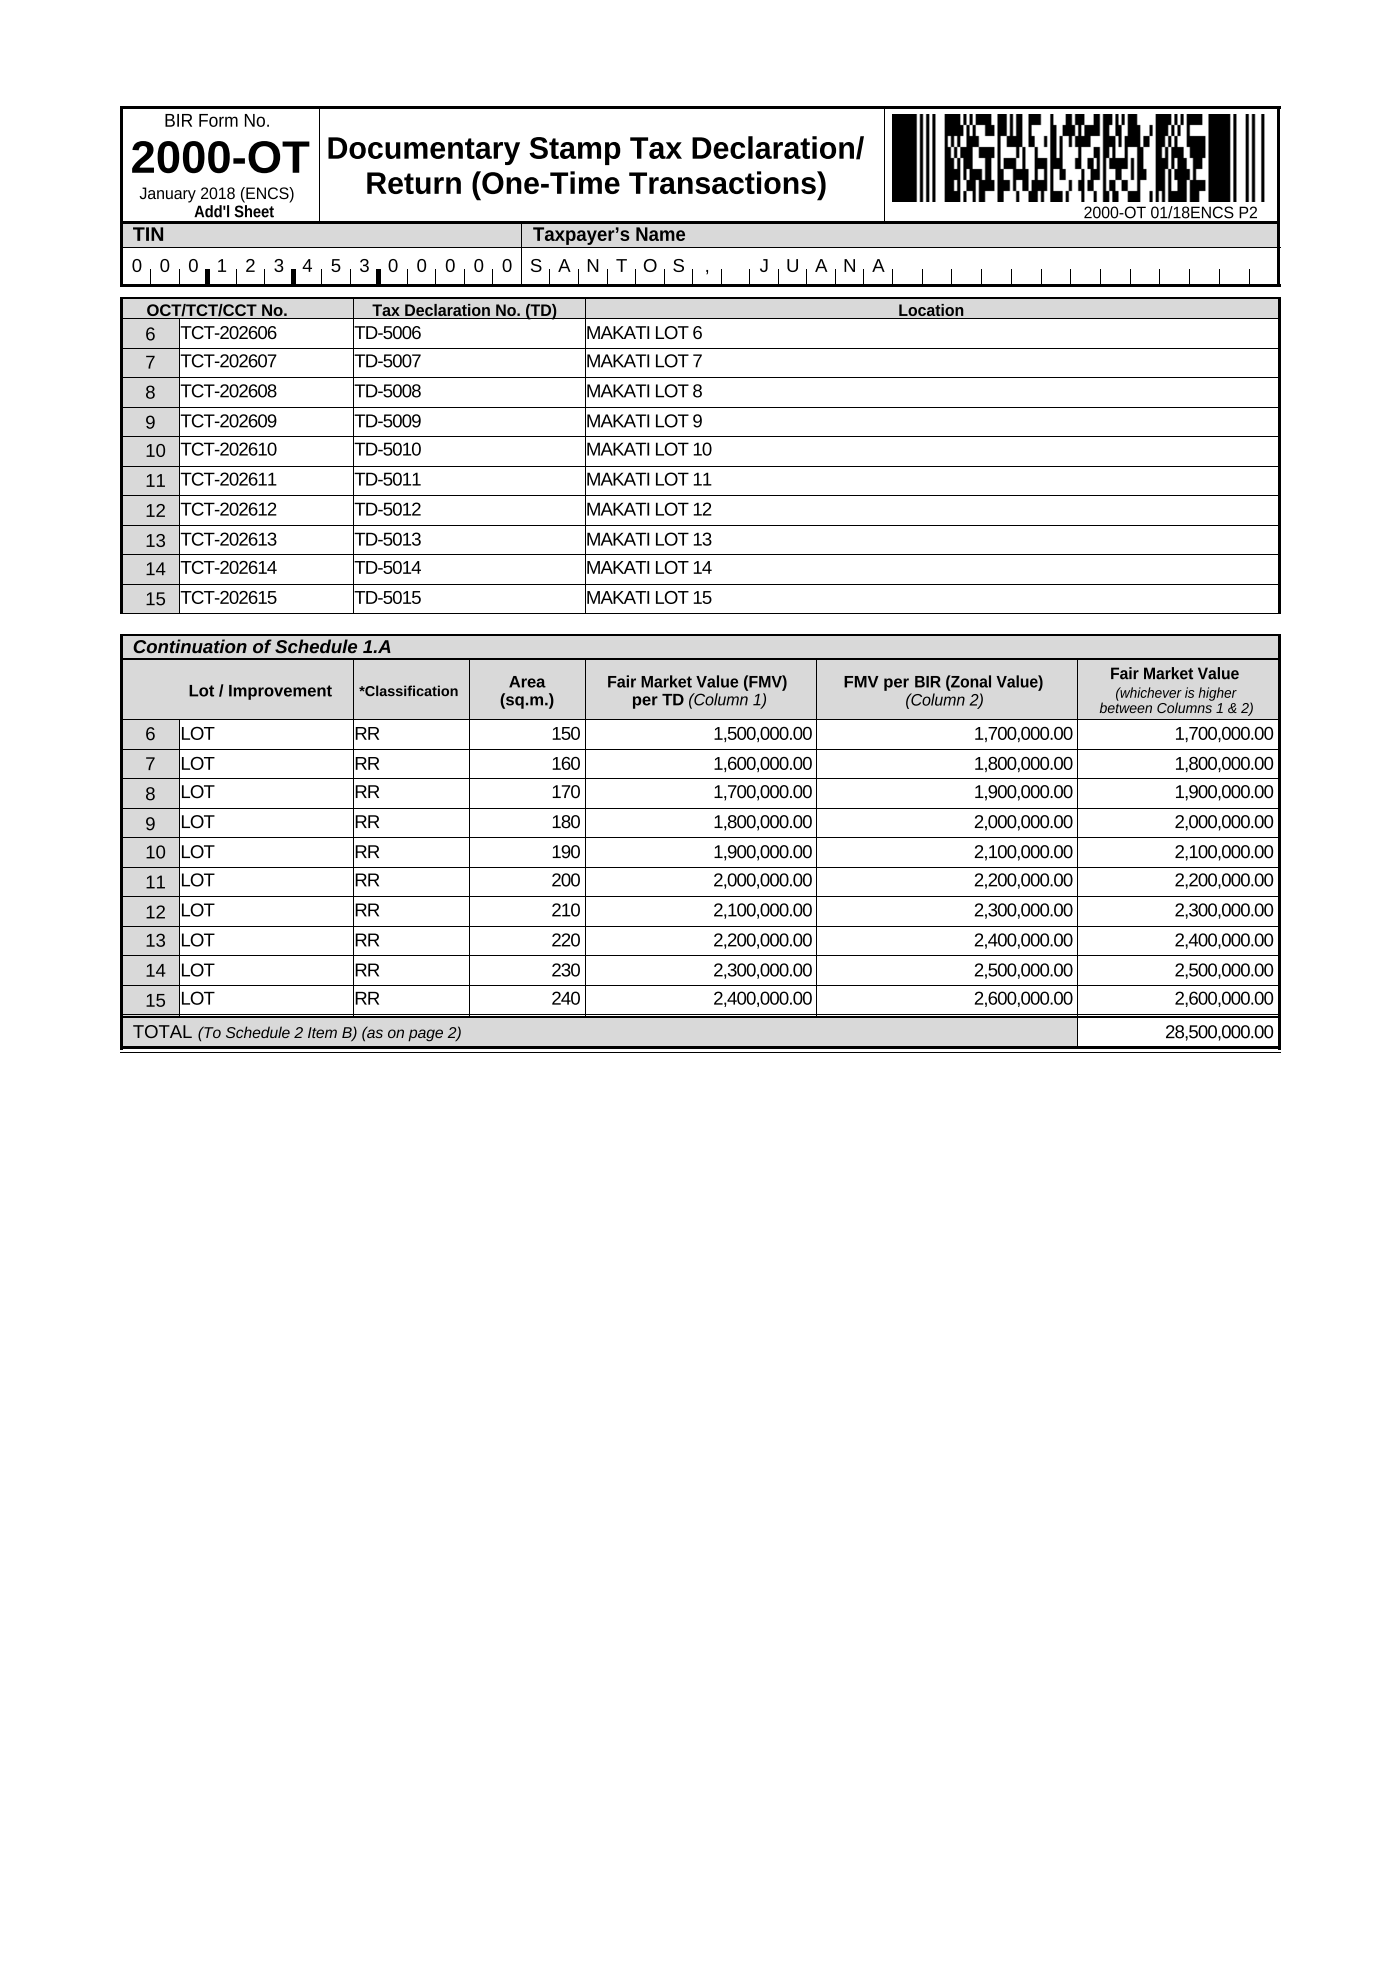 BIR Form No.
2000-OT
January 2018 (ENCS)
Add'l Sheet
Documentary Stamp Tax Declaration/
Return (One-Time Transactions)
2000-OT 01/18ENCS P2
TIN Taxpayer’s Name
0 0 0 1 2 3 4 5 3 0 0 0 0 0 S A N T O S , J U A N A
OCT/TCT/CCT No. Tax Declaration No. (TD) Location
6 TCT-202606 TD-5006 MAKATI LOT 6
7 TCT-202607 TD-5007 MAKATI LOT 7
8 TCT-202608 TD-5008 MAKATI LOT 8
9 TCT-202609 TD-5009 MAKATI LOT 9
10 TCT-202610 TD-5010 MAKATI LOT 10
11 TCT-202611 TD-5011 MAKATI LOT 11
12 TCT-202612 TD-5012 MAKATI LOT 12
13 TCT-202613 TD-5013 MAKATI LOT 13
14 TCT-202614 TD-5014 MAKATI LOT 14
15 TCT-202615 TD-5015 MAKATI LOT 15
Continuation of Schedule 1.A
Lot / Improvement
*Classification
Area
(sq.m.)
Fair Market Value (FMV)
per TD (Column 1)
FMV per BIR (Zonal Value)
(Column 2)
Fair Market Value
(whichever is higher
between Columns 1 & 2)
6 LOT RR 150 1,500,000.00 1,700,000.00 1,700,000.00
7 LOT RR 160 1,600,000.00 1,800,000.00 1,800,000.00
8 LOT RR 170 1,700,000.00 1,900,000.00 1,900,000.00
9 LOT RR 180 1,800,000.00 2,000,000.00 2,000,000.00
10 LOT RR 190 1,900,000.00 2,100,000.00 2,100,000.00
11 LOT RR 200 2,000,000.00 2,200,000.00 2,200,000.00
12 LOT RR 210 2,100,000.00 2,300,000.00 2,300,000.00
13 LOT RR 220 2,200,000.00 2,400,000.00 2,400,000.00
14 LOT RR 230 2,300,000.00 2,500,000.00 2,500,000.00
15 LOT RR 240 2,400,000.00 2,600,000.00 2,600,000.00
TOTAL (To Schedule 2 Item B) (as on page 2) 28,500,000.00